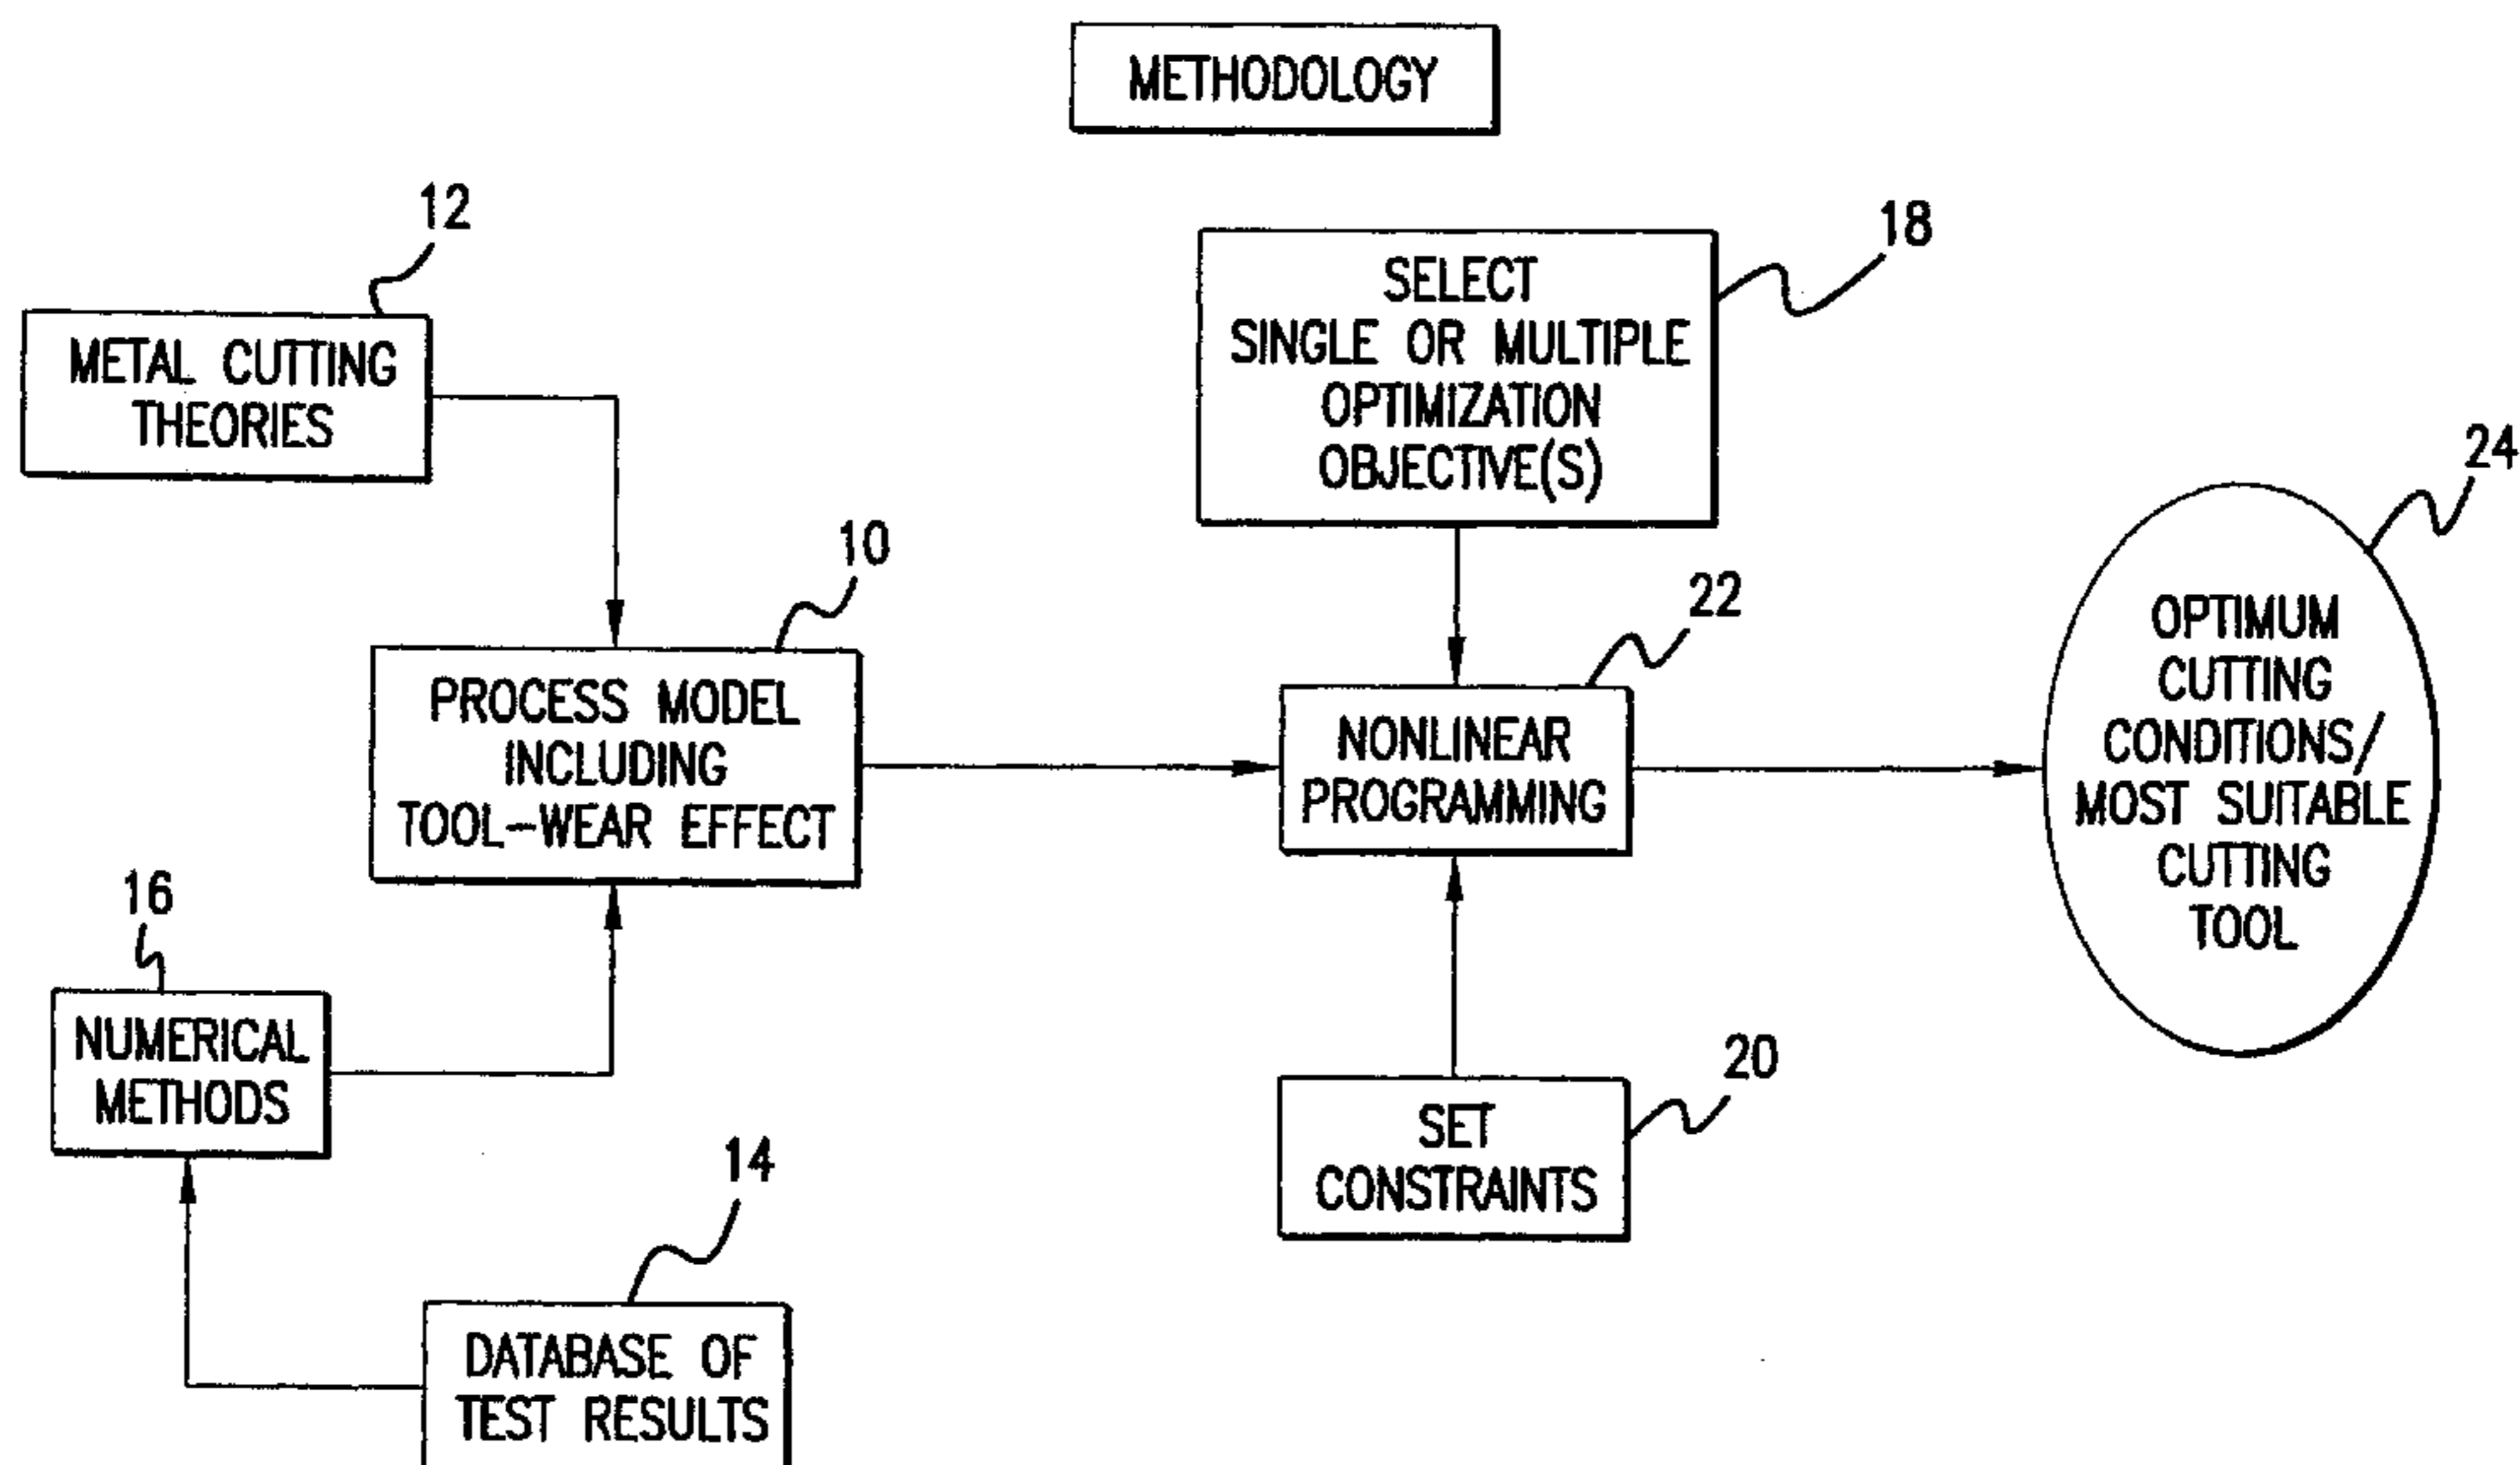 METHODOLOGY
12
METAL CUTTING
THEORIES
18
SELECT
SINGLE OR MULTIPLE
OPTIMIZATION
OBJECTIVE(S)
10
PROCESS MODEL
INCLUDING
TOOL-WEAR EFFECT
22
NONLINEAR
PROGRAMMING
24
OPTIMUM
CUTTING
CONDITIONS/
MOST SUITABLE
CUTTING
TOOL
16
NUMERICAL
METHODS
20
SET
CONSTRAINTS
14
DATABASE OF
TEST RESULTS